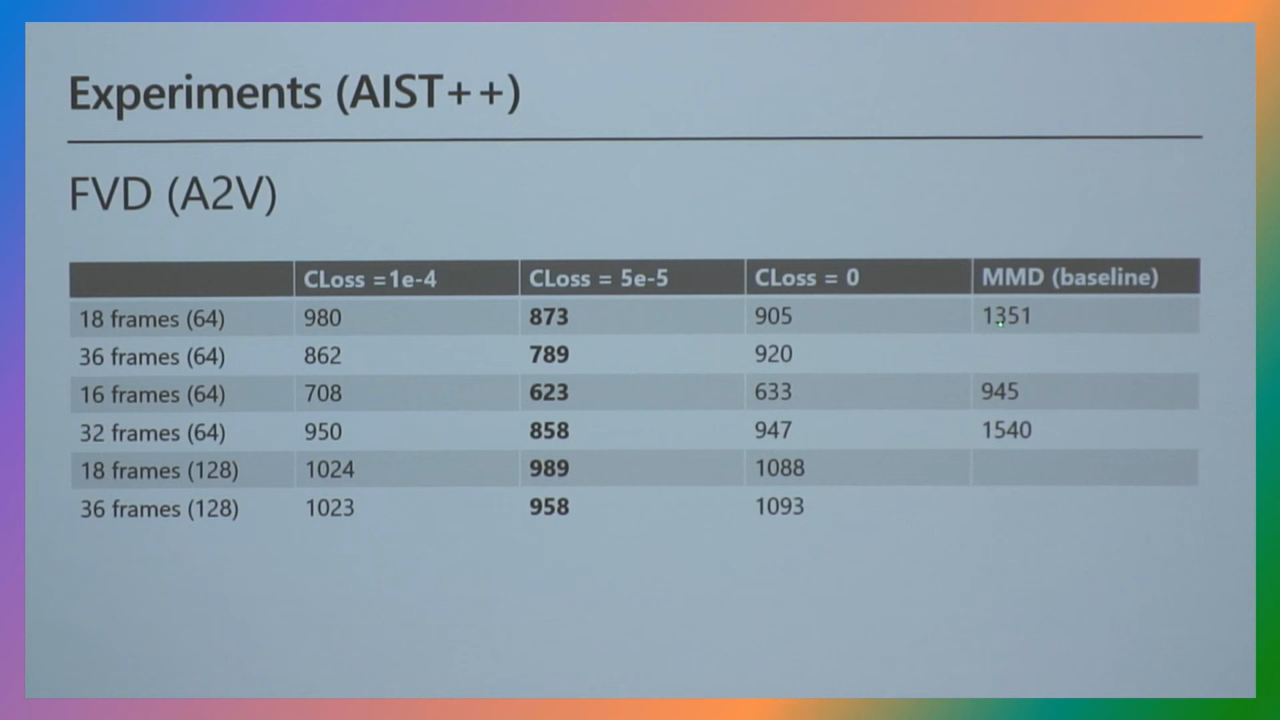 Experiments (AIST++)
FVD (A2V)
CLoss =1e-4 CLoss = 5e-5 CLoss = 0 MMD (baseline)
18 frames (64) 980 873 905 1351
36 frames (64) 862 789 920
16 frames (64) 708 623 633 945
32 frames (64) 950 858 947 1540
18 frames (128) 1024 989 1088
36 frames (128) 1023 958 1093